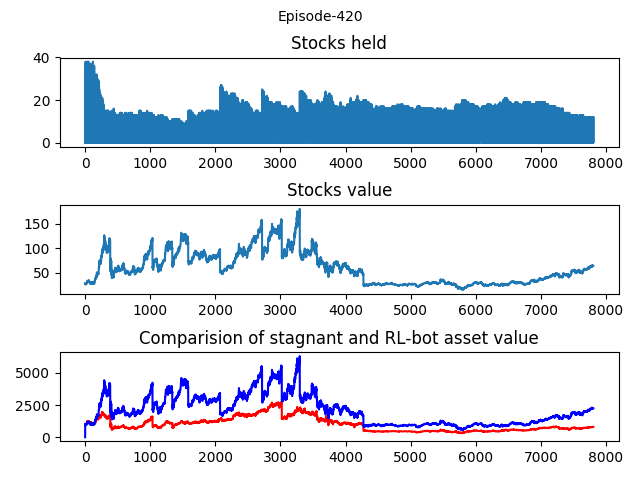 Episode-420
Stocks held
40
20
0
0 1000 2000 3000 4000 5000 6000 7000 8000
Stocks value
150
100
50
0 1000 2000 3000 4000 5000 6000 7000 8000
Comparision of stagnant and RL-bot asset value
5000
2500
0
0 1000 2000 3000 4000 5000 6000 7000 8000